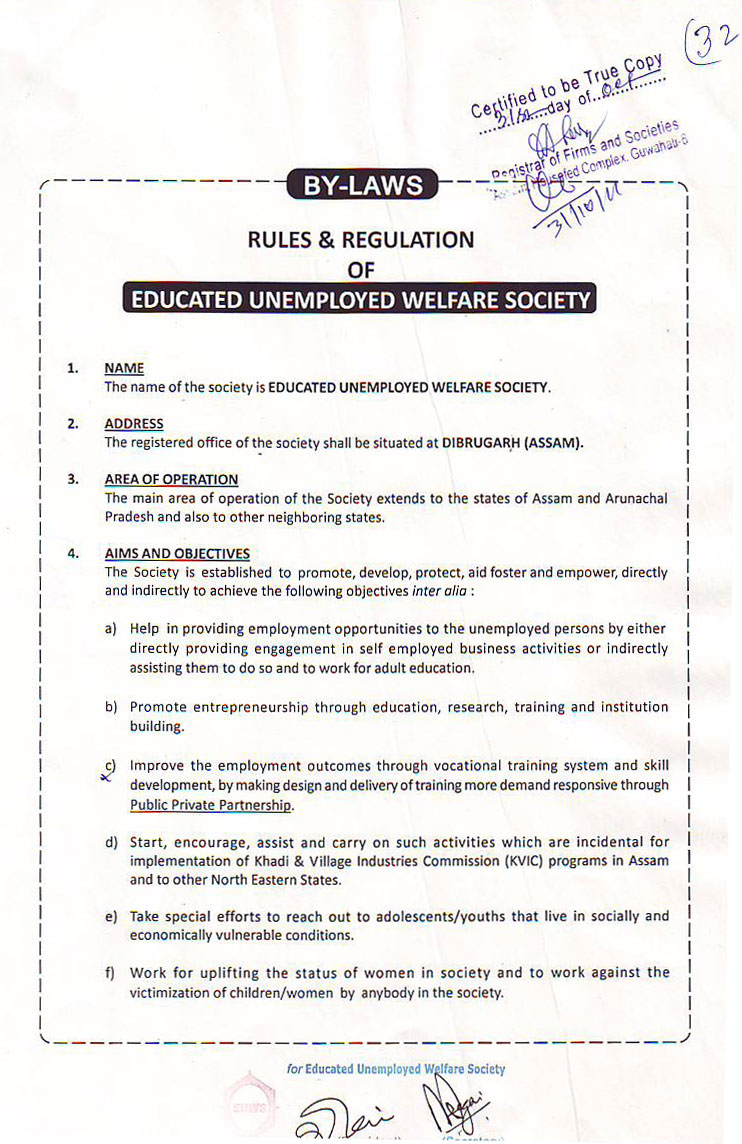 32
Certified to be True Copy
31st day of Oct
Registrar of Firms and Societies
Housefed Complex, Guwahati-6
31/10/11
BY-LAWS
RULES & REGULATION
OF
EDUCATED UNEMPLOYED WELFARE SOCIETY
1. NAME
The name of the society is EDUCATED UNEMPLOYED WELFARE SOCIETY.
2. ADDRESS
The registered office of the society shall be situated at DIBRUGARH (ASSAM).
3. AREA OF OPERATION
The main area of operation of the Society extends to the states of Assam and Arunachal
Pradesh and also to other neighboring states.
4. AIMS AND OBJECTIVES
The Society is established to promote, develop, protect, aid foster and empower, directly
and indirectly to achieve the following objectives inter alia :
a) Help in providing employment opportunities to the unemployed persons by either
directly providing engagement in self employed business activities or indirectly
assisting them to do so and to work for adult education.
b) Promote entrepreneurship through education, research, training and institution
building.
c) Improve the employment outcomes through vocational training system and skill
development, by making design and delivery of training more demand responsive through
Public Private Partnership.
d) Start, encourage, assist and carry on such activities which are incidental for
implementation of Khadi & Village Industries Commission (KVIC) programs in Assam
and to other North Eastern States.
e) Take special efforts to reach out to adolescents/youths that live in socially and
economically vulnerable conditions.
f) Work for uplifting the status of women in society and to work against the
victimization of children/women by anybody in the society.
for Educated Unemployed Welfare Society